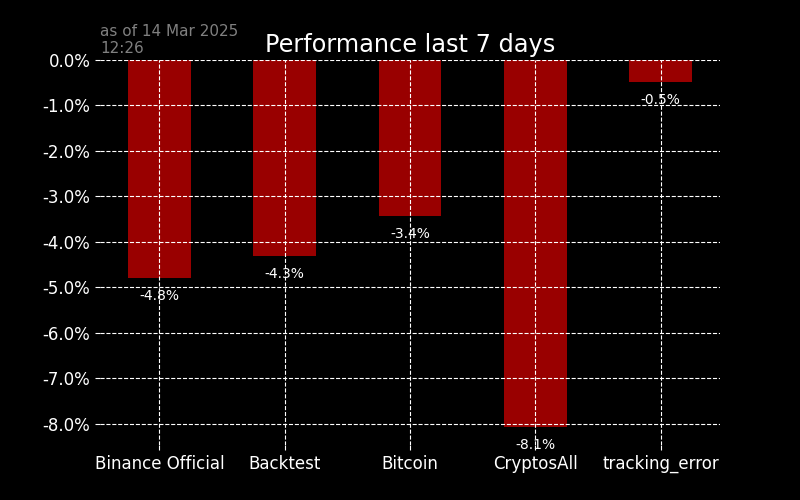 as of 14 Mar 2025
12:26
Performance last 7 days
0.0%
-1.0%
-2.0%
-3.0%
-4.0%
-5.0%
-6.0%
-7.0%
-8.0%
-4.8%
-4.3%
-3.4%
-8.1%
-0.5%
Binance Official
Backtest
Bitcoin
CryptosAll
tracking_error